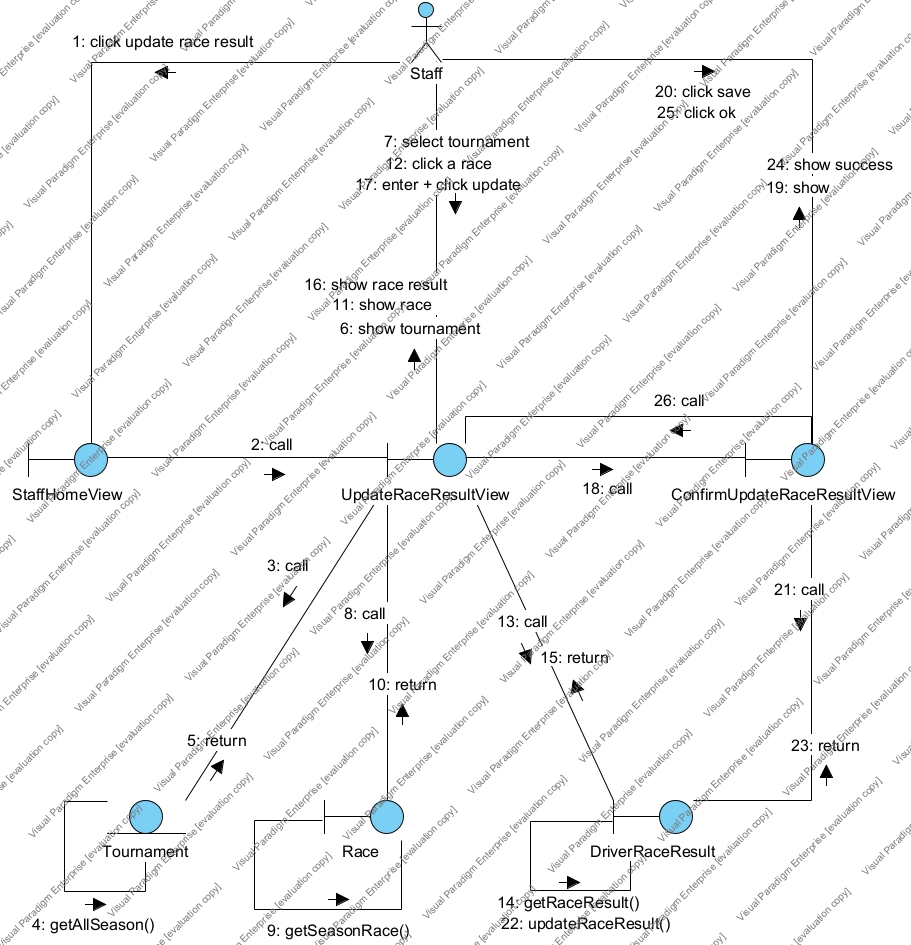 1: click update race result
Staff
20: click save
25: click ok
7: select tournament
12: click a race
17: enter + click update
24: show success
19: show
16: show race result
11: show race
6: show tournament
26: call
2: call
18: call
StaffHomeView
UpdateRaceResultView
ConfirmUpdateRaceResultView
3: call
8: call
13: call
21: call
15: return
10: return
5: return
23: return
Tournament
Race
DriverRaceResult
4: getAllSeason()
9: getSeasonRace()
14: getRaceResult()
22: updateRaceResult()
Visual Paradigm Enterprise [evaluation copy]